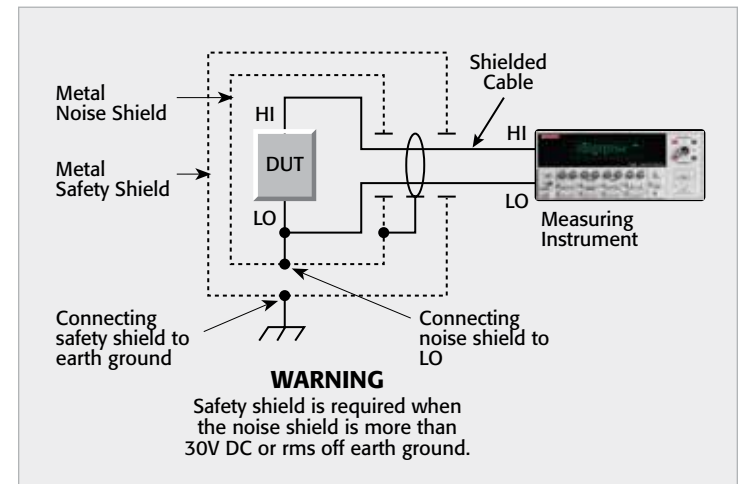 Shielded
Cable
Metal
Noise Shield
HI
HI
DUT
Metal
Safety Shield
LO
LO
Measuring
Instrument
Connecting
safety shield to
earth ground
Connecting
noise shield to
LO
WARNING
Safety shield is required when
the noise shield is more than
30V DC or rms off earth ground.